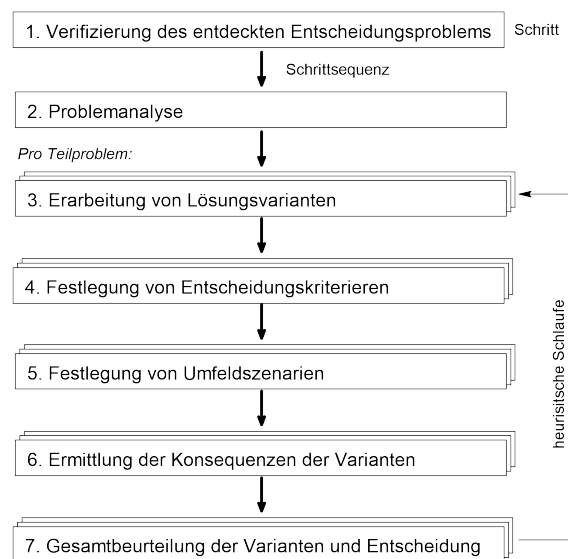 1. Verifizierung des entdeckten Entscheidungsproblems
Schritt
Schrittsequenz
2. Problemanalyse
Pro Teilproblem:
3. Erarbeitung von Lösungsvarianten
4. Festlegung von Entscheidungskriterieren
5. Festlegung von Umfeldszenarien
6. Ermittlung der Konsequenzen der Varianten
7. Gesamtbeurteilung der Varianten und Entscheidung
heurisitsche Schlaufe